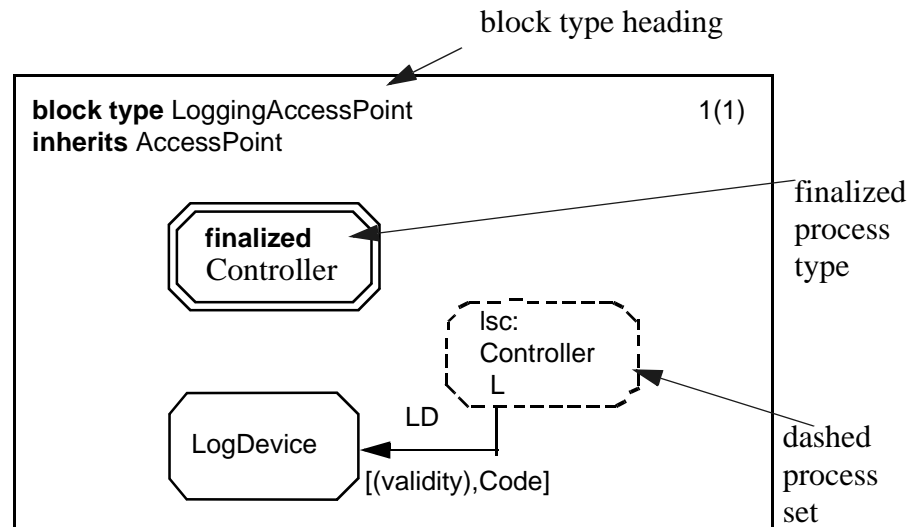 block type heading
block type LoggingAccessPoint
1(1)
inherits AccessPoint
finalized
process
type
finalized
Controller
lsc:
Controller
L
LD
LogDevice
[(validity),Code]
dashed
process
set